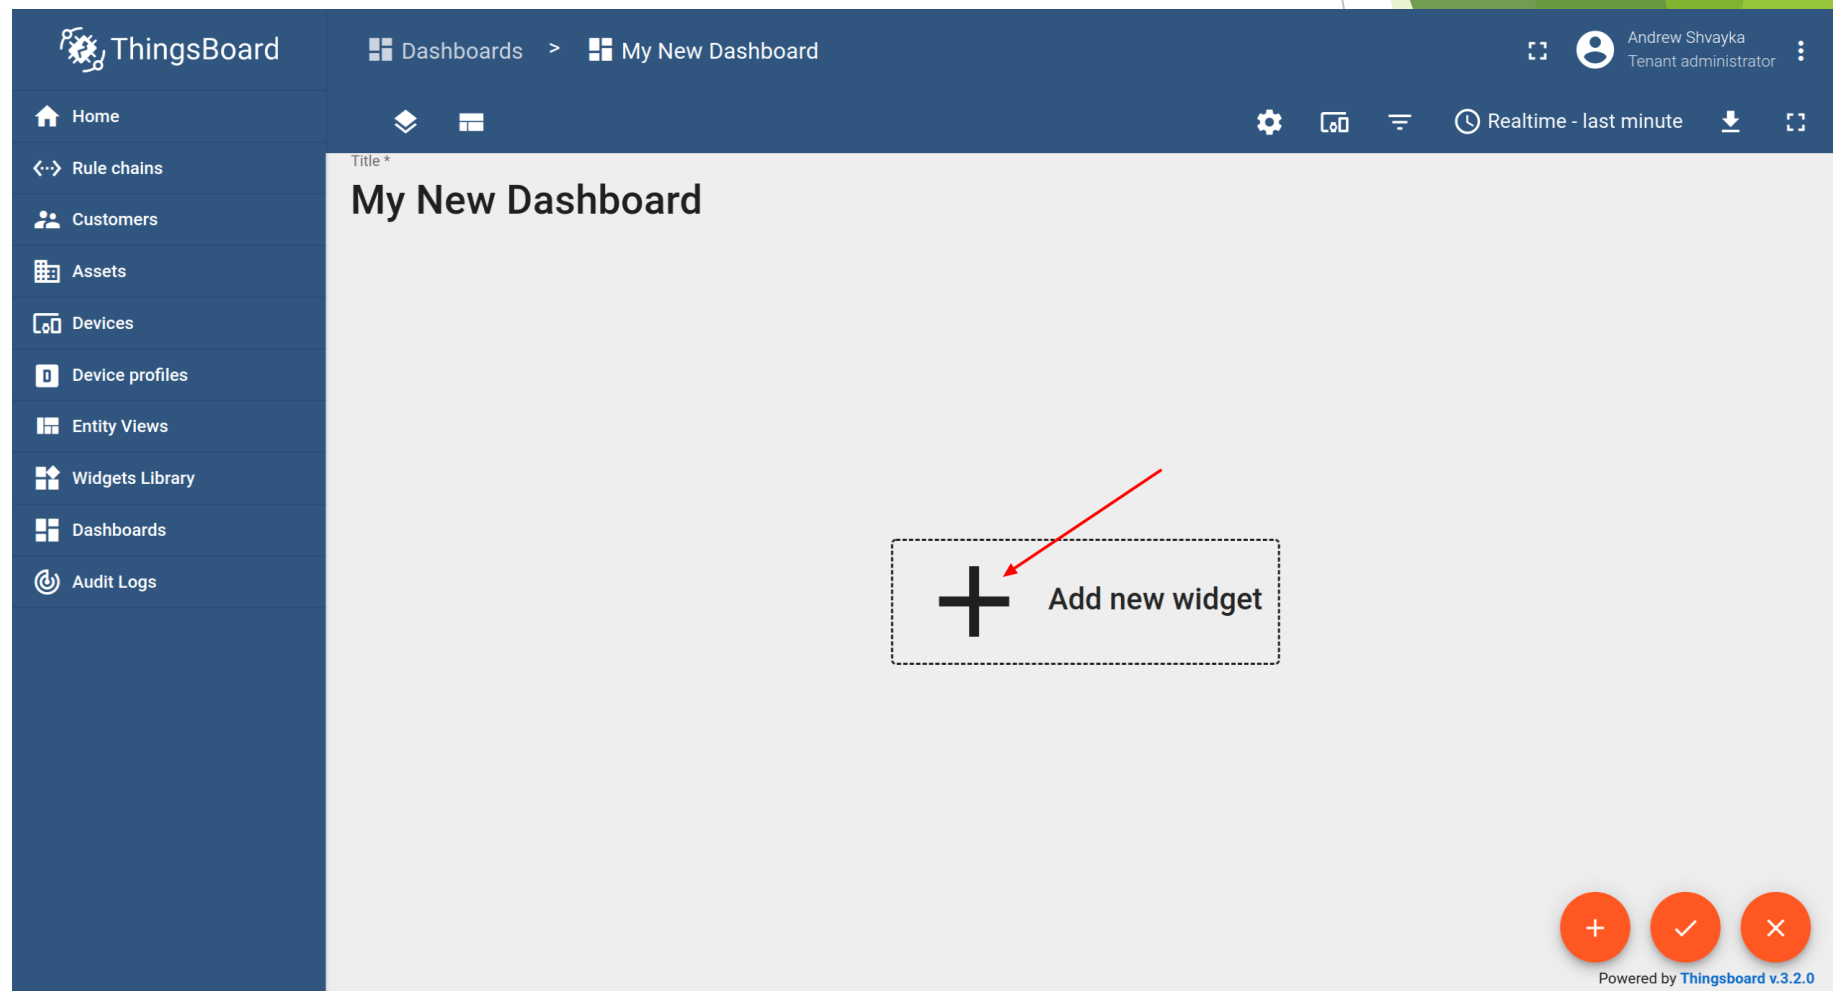 ThingsBoard
Dashboards > My New Dashboard
Andrew Shvayka
Tenant administrator
Realtime - last minute
Home
Rule chains
Customers
Assets
Devices
D Device profiles
Entity Views
Widgets Library
Dashboards
Audit Logs
Title *
My New Dashboard
Add new widget
Powered by Thingsboard v.3.2.0